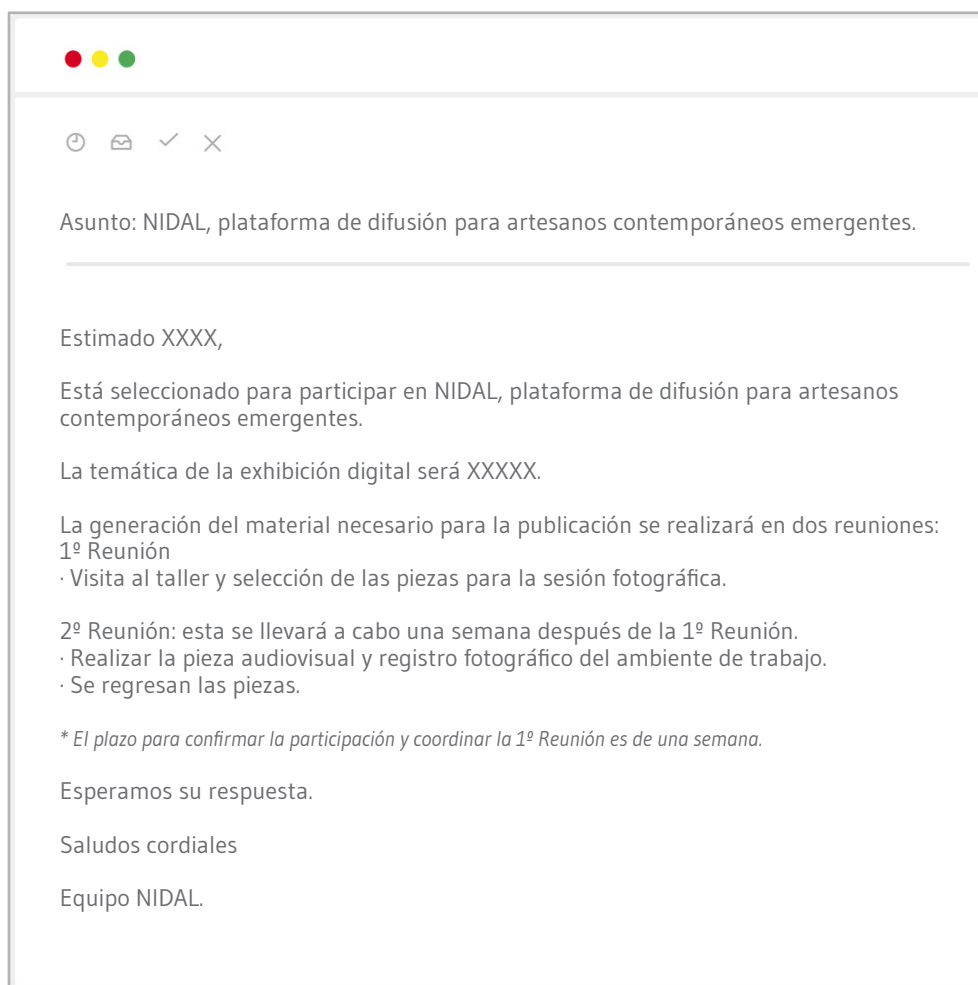 Asunto: NIDAL, plataforma de difusión para artesanos contemporáneos emergentes.
Estimado XXXX,
Está seleccionado para participar en NIDAL, plataforma de difusión para artesanos
contemporáneos emergentes.
La temática de la exhibición digital será XXXXX.
La generación del material necesario para la publicación se realizará en dos reuniones:
1º Reunión
· Visita al taller y selección de las piezas para la sesión fotográfica.
2º Reunión: esta se llevará a cabo una semana después de la 1º Reunión.
· Realizar la pieza audiovisual y registro fotográfico del ambiente de trabajo.
· Se regresan las piezas.
* El plazo para confirmar la participación y coordinar la 1º Reunión es de una semana.
Esperamos su respuesta.
Saludos cordiales
Equipo NIDAL.